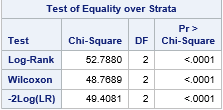 Test of Equality over Strata
Pr >
Test Chi-Square DF Chi-Square
Log-Rank 52.7880 2 <.0001
Wilcoxon 48.7689 2 <.0001
-2Log(LR) 49.4081 2 <.0001